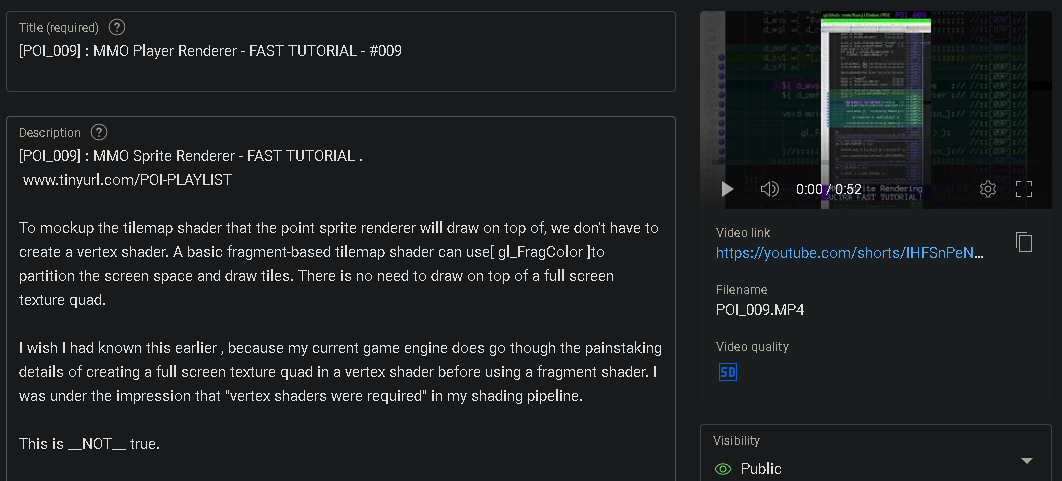 Title (required) ?
[POI_009] : MMO Player Renderer - FAST TUTORIAL - #009
Description ?
[POI_009] : MMO Sprite Renderer - FAST TUTORIAL .
www.tinyurl.com/POI-PLAYLIST
To mockup the tilemap shader that the point sprite renderer will draw on top of, we don't have to
create a vertex shader. A basic fragment-based tilemap shader can use[ gl_FragColor ]to
partition the screen space and draw tiles. There is no need to draw on top of a full screen
texture quad.
I wish I had known this earlier , because my current game engine does go though the painstaking
details of creating a full screen texture quad in a vertex shader before using a fragment shader. I
was under the impression that "vertex shaders were required" in my shading pipeline.
This is __NOT__ true.
0:00 / 0:52
Sprite Rendering
ULTRA FAST TUTORIAL!
Video link
https://youtube.com/shorts/IHFSnPeN...
Filename
POI_009.MP4
Video quality
SD
Visibility
Public